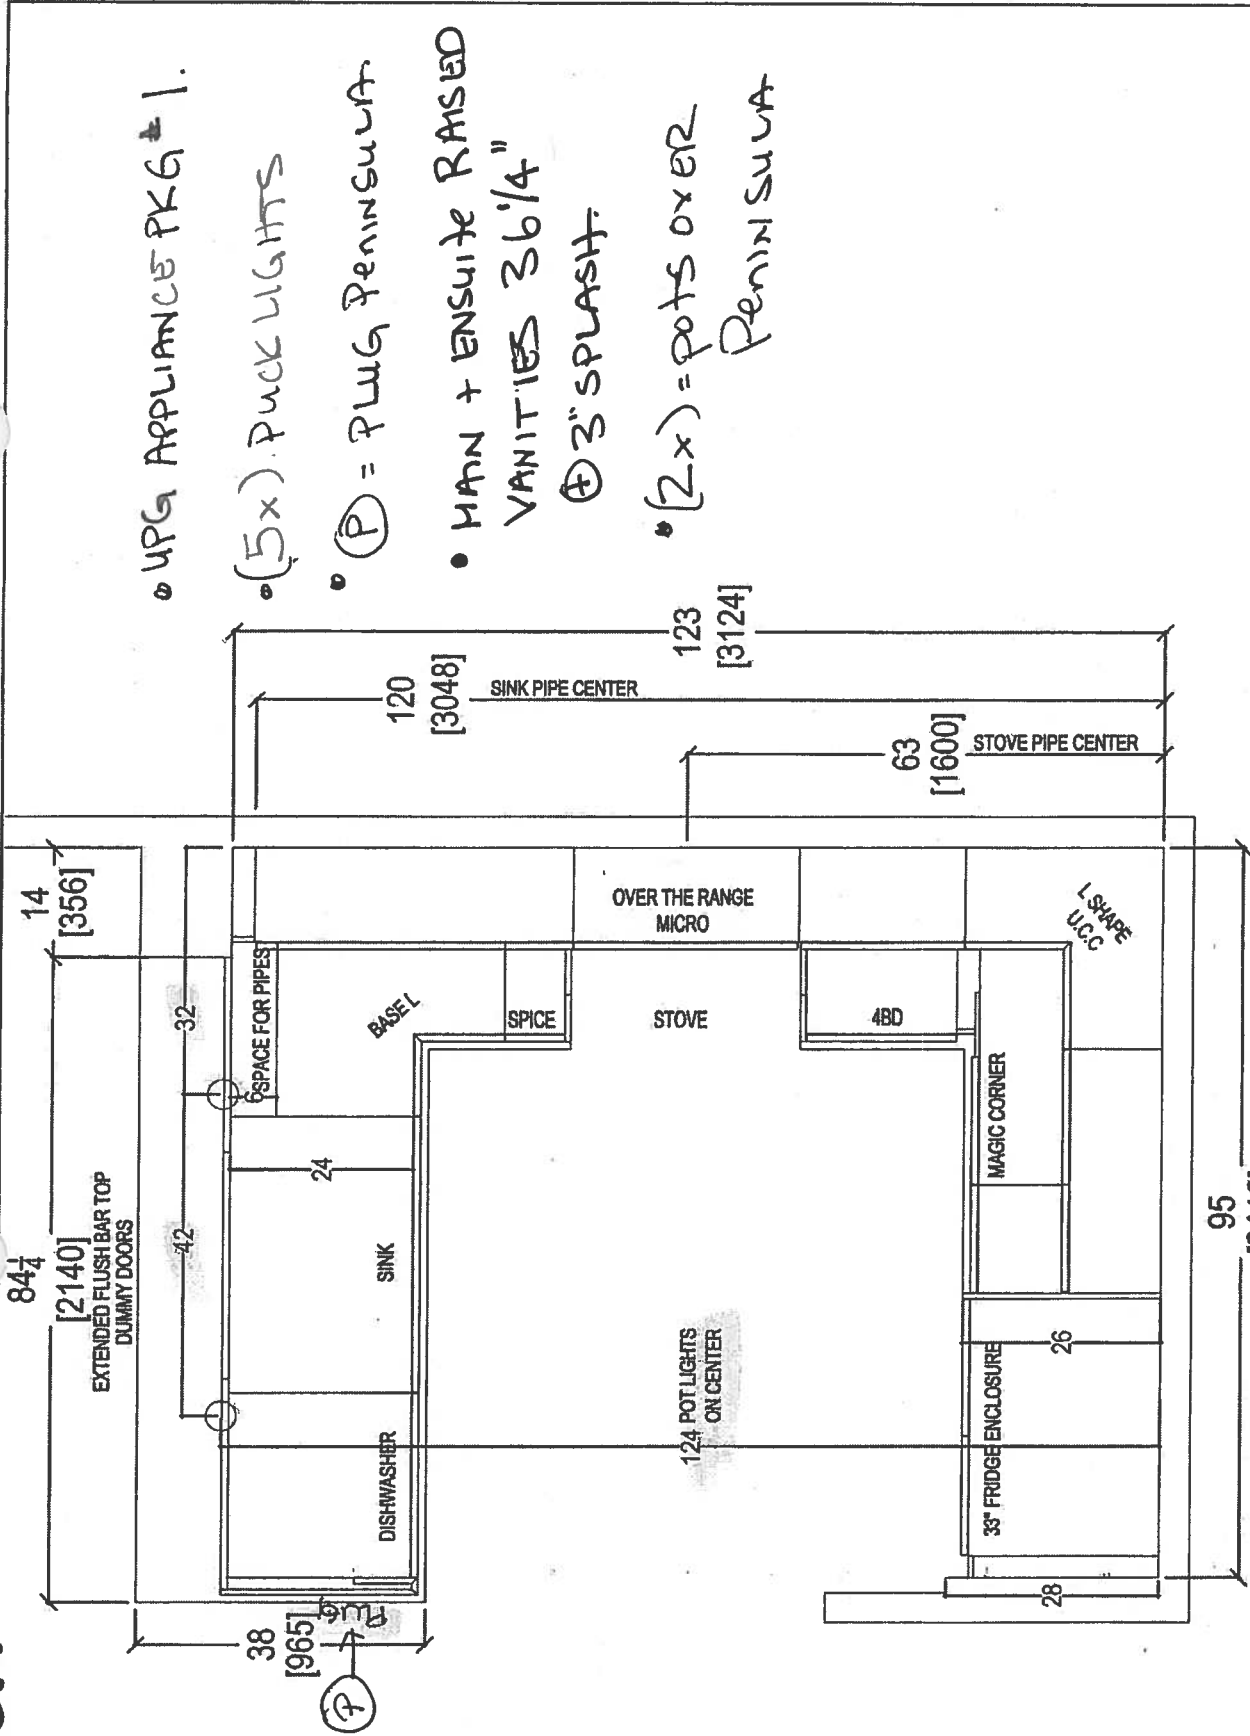 • UPG APPLIANCE PKG # 1.
• (5x). PUCK LIGHTS
• P = PLUG PENINSULA.
• MAIN + ENSUITE RAISED
VANITIES 36 1/4"
+ 3" SPLASH.
• (2x) = POTS OVER
PENINSULA
84 1/4
[2140]
14
[356]
EXTENDED FLUSH BAR TOP
DUMMY DOORS
42
32
120
[3048]
SINK PIPE CENTER
123
[3124]
63
[1600]
STOVE PIPE CENTER
38
[965]
P
PLUG
DISHWASHER
SINK
24
6
SPACE FOR PIPES
BASE L
SPICE
STOVE
OVER THE RANGE
MICRO
4BD
L SHAPE
U.C.C
MAGIC CORNER
124 POT LIGHTS
ON CENTER
33" FRIDGE ENCLOSURE
26
28
95